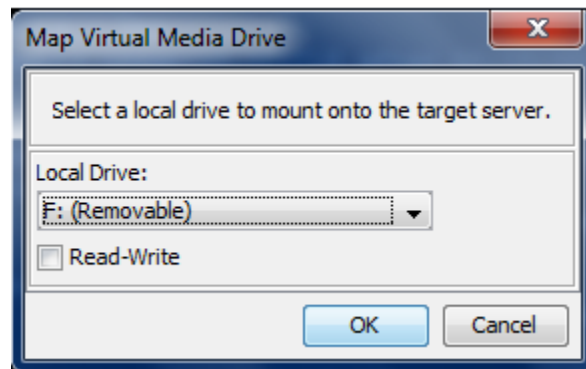 Map Virtual Media Drive
Select a local drive to mount onto the target server.
Local Drive:
F: (Removable)
Read-Write
OK
Cancel